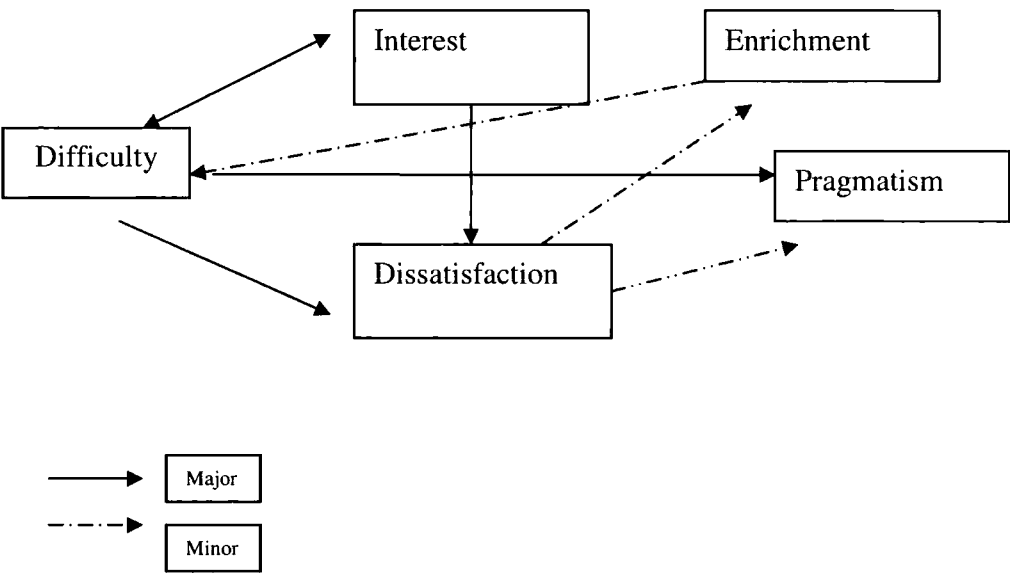 Interest
Enrichment
Difficulty
Pragmatism
Dissatisfaction
Major
Minor